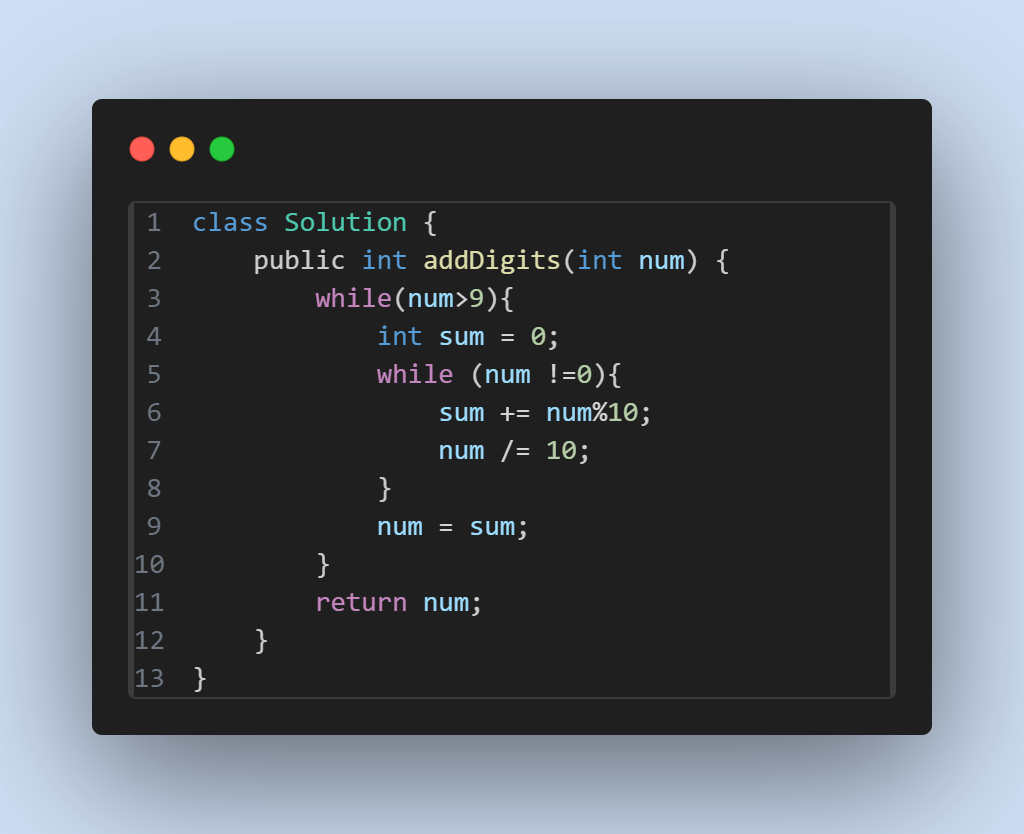 1 class Solution {
2     public int addDigits(int num) {
3         while(num>9){
4             int sum = 0;
5             while (num !=0){
6                 sum += num%10;
7                 num /= 10;
8             }
9             num = sum;
10         }
11         return num;
12     }
13 }